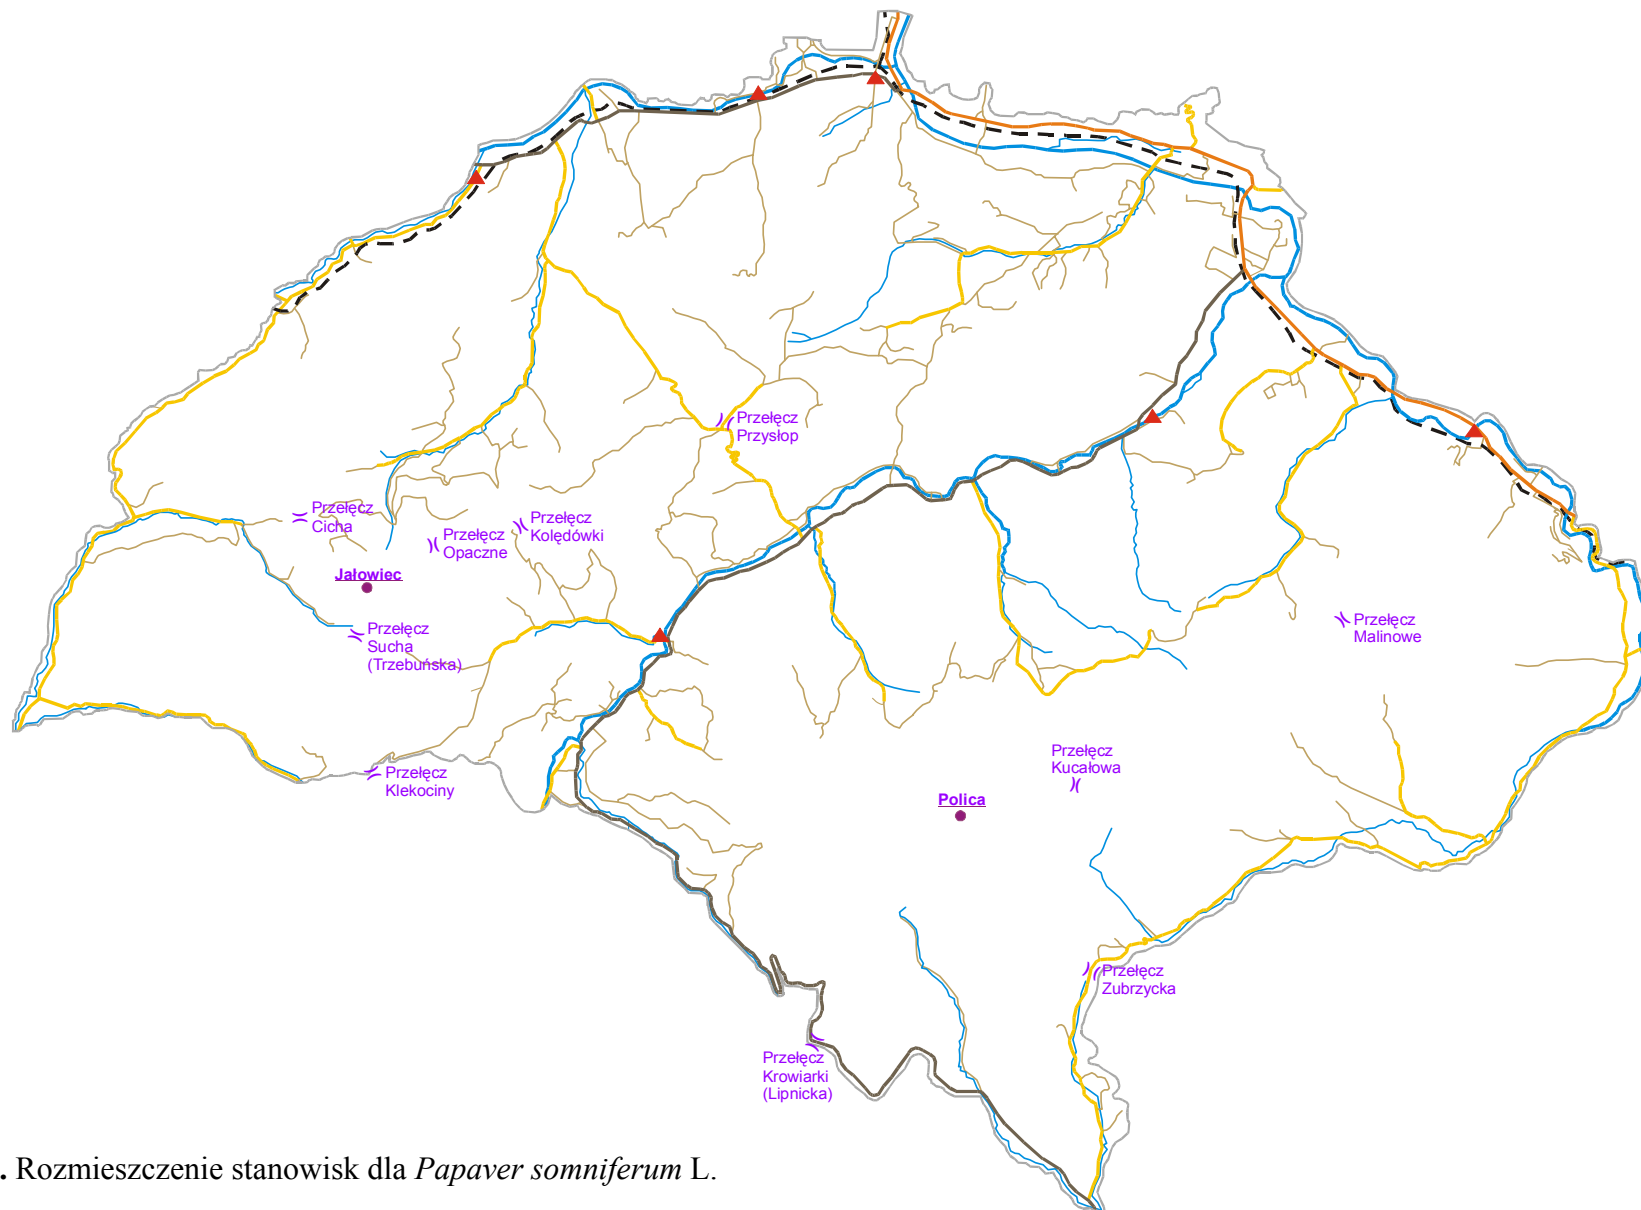 Przełęcz
Przysłop
Przełęcz
Cicha
Przełęcz
Kolędówki
Przełęcz
Opaczne
Jałowiec
Przełęcz
Sucha
(Trzebuńska)
Przełęcz
Malinowe
Przełęcz
Klekociny
Przełęcz
Kucałowa
Polica
Przełęcz
Zubrzycka
Przełęcz
Krowiarki
(Lipnicka)
. Rozmieszczenie stanowisk dla Papaver somniferum L.